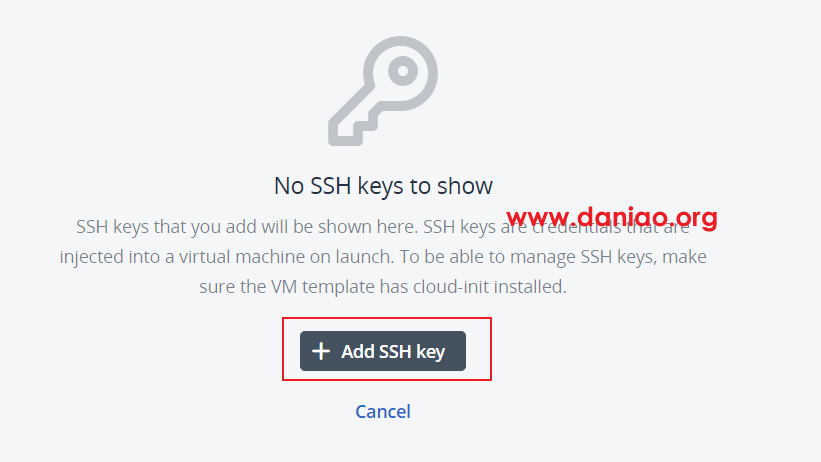 No SSH keys to show
www.daniao.org
SSH keys that you add will be shown here. SSH keys are credentials that are
injected into a virtual machine on launch. To be able to manage SSH keys, make
sure the VM template has cloud-init installed.
Add SSH key
Cancel